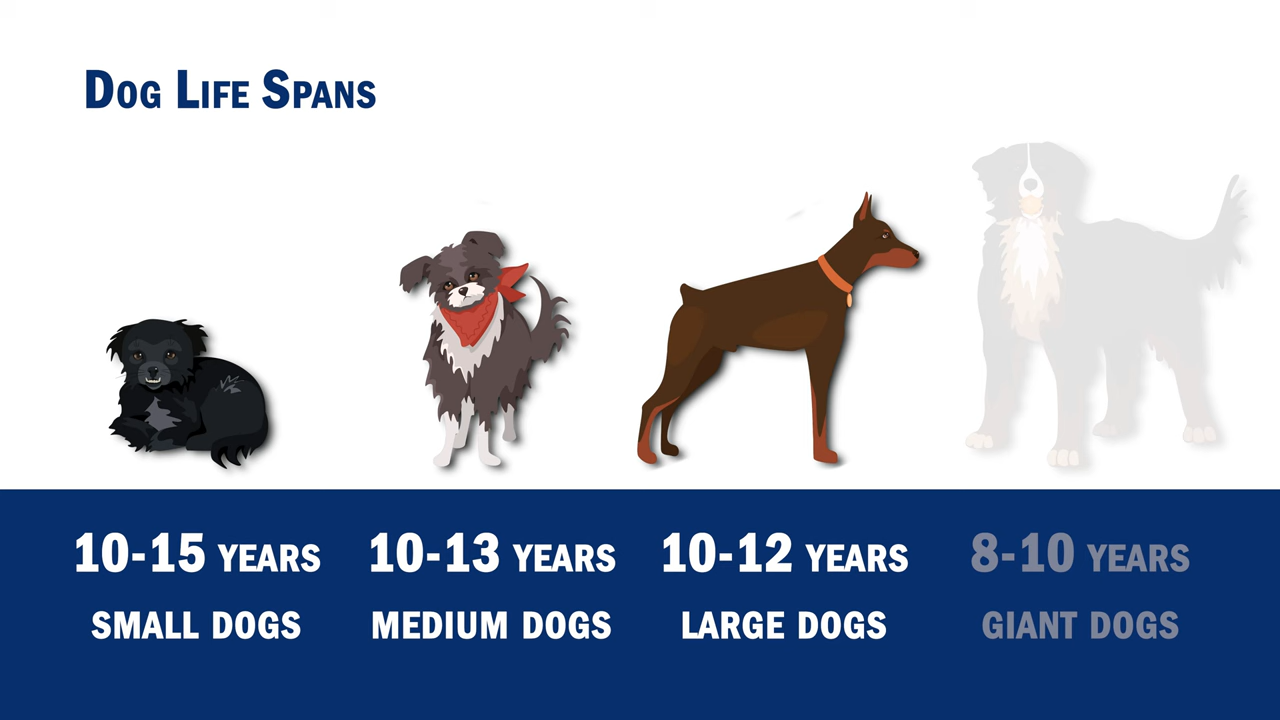 Dog Life Spans
10-15 YEARS
SMALL DOGS
10-13 YEARS
MEDIUM DOGS
10-12 YEARS
LARGE DOGS
8-10 YEARS
GIANT DOGS